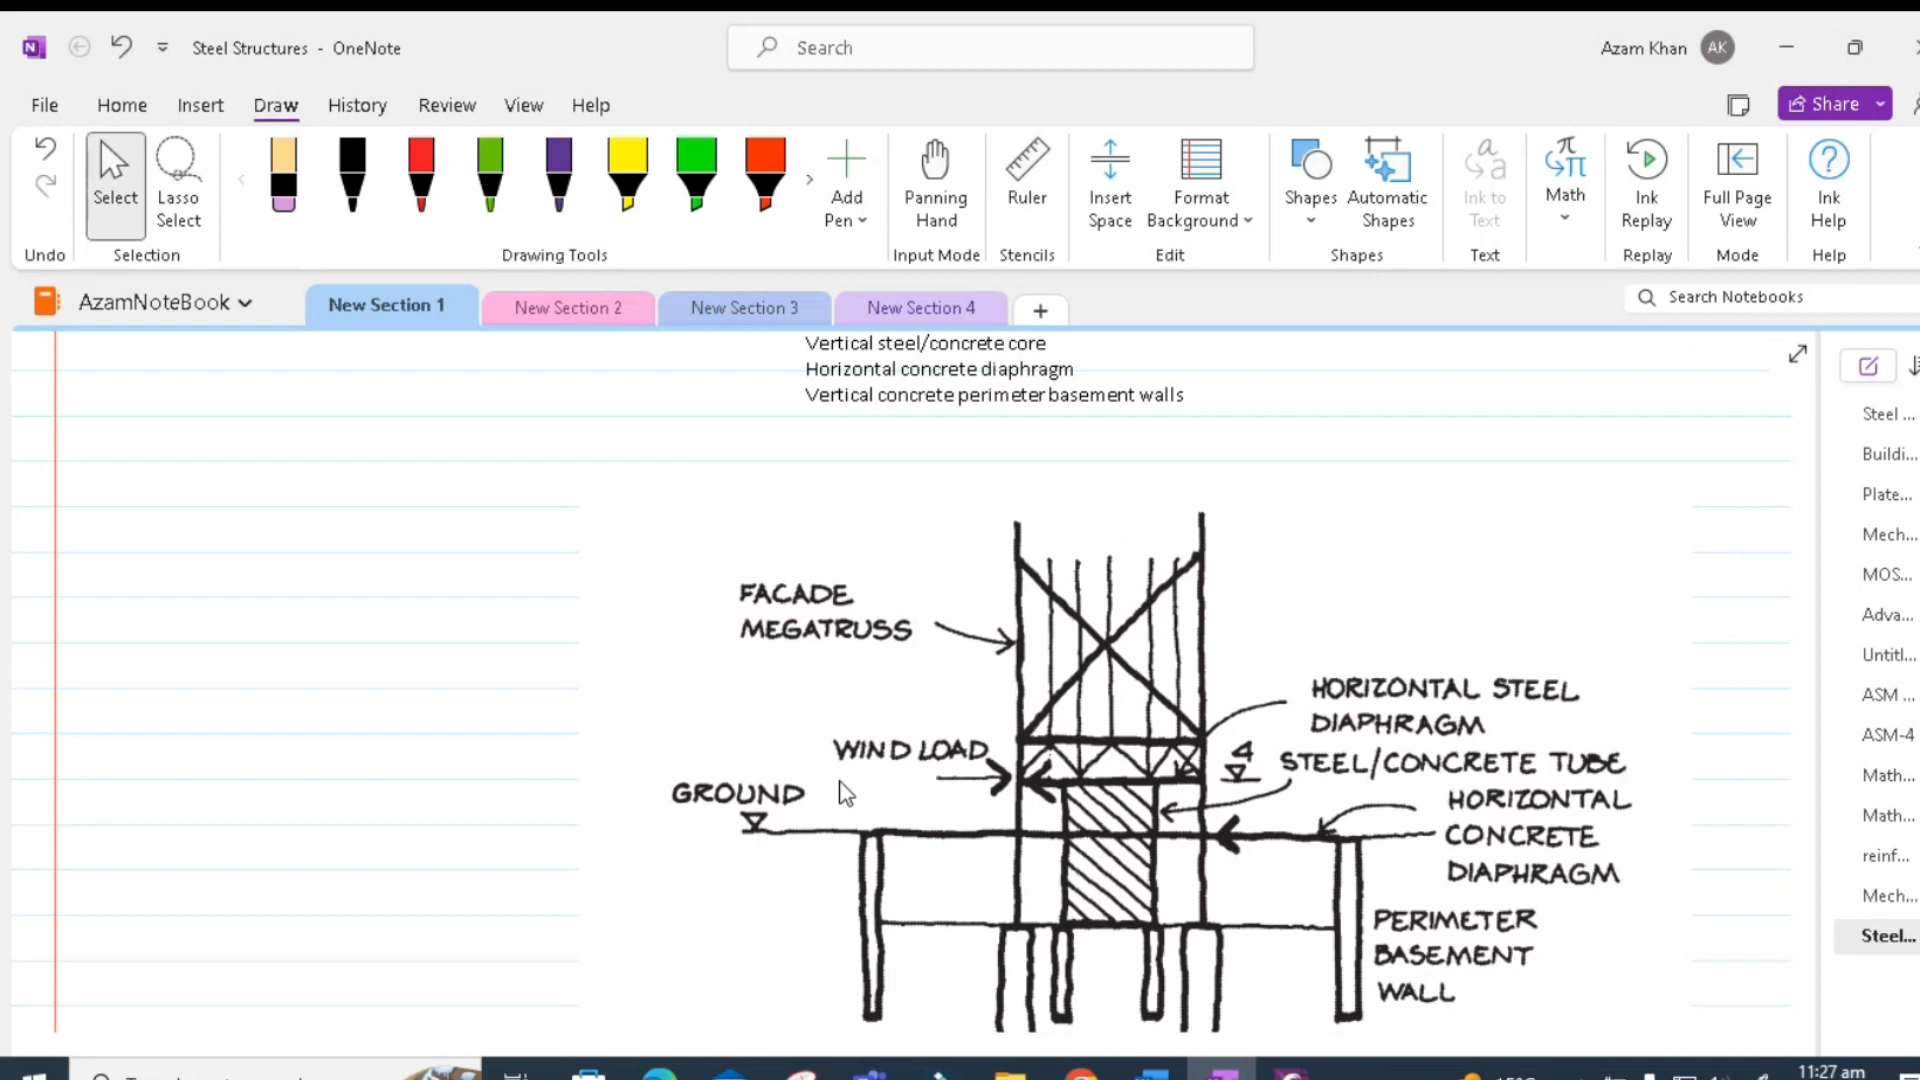 Steel Structures - OneNote
Search
Azam Khan
AK
File
Home
Insert
Draw
History
Review
View
Help
Share
Select
Lasso
Select
Add
Pen
Panning
Hand
Ruler
Insert
Space
Format
Background
Shapes
Automatic
Shapes
Ink to
Text
Math
Ink
Replay
Full Page
View
Ink
Help
Undo
Selection
Drawing Tools
Input Mode
Stencils
Edit
Shapes
Text
Replay
Mode
Help
AzamNoteBook
New Section 1
New Section 2
New Section 3
New Section 4
+
Search Notebooks
Vertical steel/concrete core
Horizontal concrete diaphragm
Vertical concrete perimeter basement walls
FACADE
MEGATRUSS
HORIZONTAL STEEL
DIAPHRAGM
WIND LOAD
4
STEEL/CONCRETE TUBE
GROUND
HORIZONTAL
CONCRETE
DIAPHRAGM
PERIMETER
BASEMENT
WALL
Steel ...
Buildi...
Plate...
Mech...
MOS...
Adva...
Untitl...
ASM ...
ASM-4
Math...
Math...
reinf...
Mech...
Steel...
11:27 am